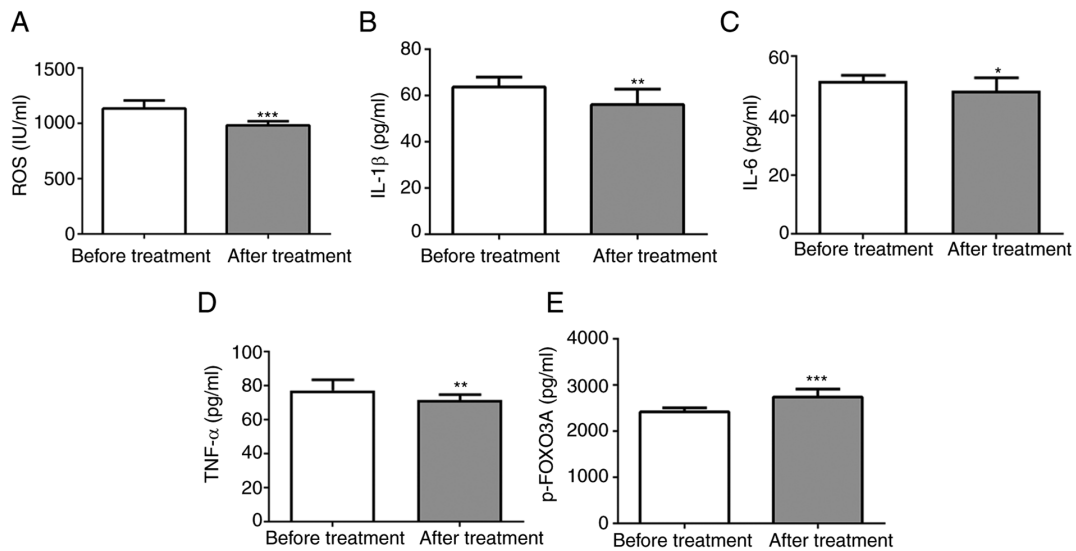 A
ROS (IU/ml)
1500
1000
500
0
***
Before treatment
After treatment
B
IL-1β (pg/ml)
80
60
40
20
0
**
Before treatment
After treatment
C
IL-6 (pg/ml)
60
40
20
0
*
Before treatment
After treatment
D
TNF-α (pg/ml)
100
80
60
40
20
0
**
Before treatment
After treatment
E
p-FOXO3A (pg/ml)
4000
3000
2000
1000
0
***
Before treatment
After treatment